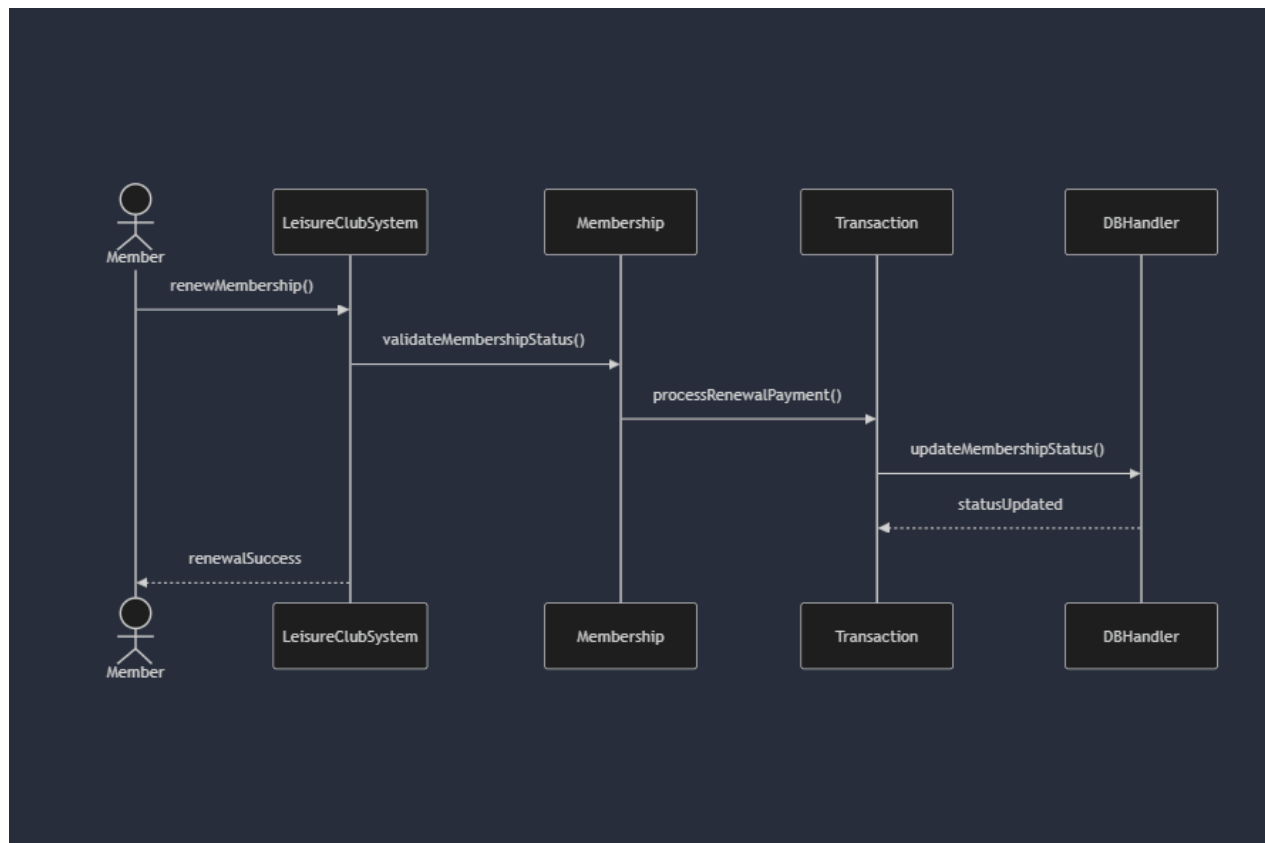 LeisureClubSystem
Membership
Transaction
DBHandler
Member
renewMembership()
validateMembershipStatus()
processRenewalPayment()
updateMembershipStatus()
statusUpdated
renewalSuccess
LeisureClubSystem
Membership
Transaction
DBHandler
Member